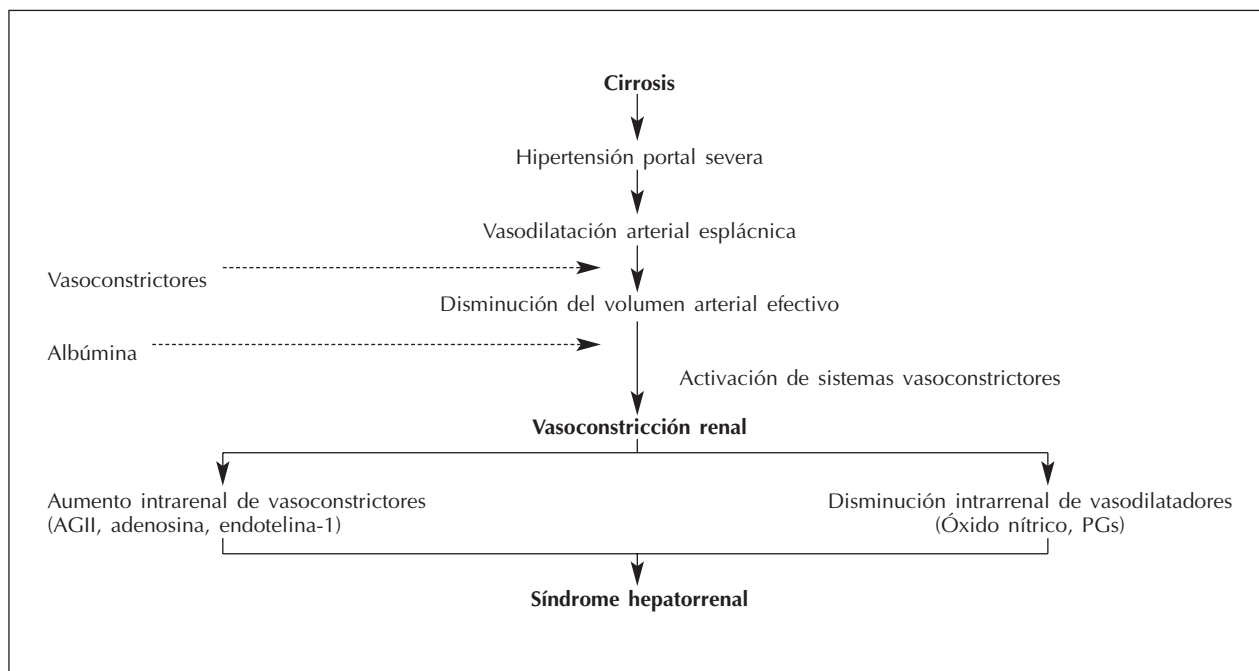 Cirrosis
Hipertensión portal severa
Vasodilatación arterial esplácnica
Vasoconstrictores
Disminución del volumen arterial efectivo
Albúmina
Activación de sistemas vasoconstrictores
Vasoconstricción renal
Aumento intrarenal de vasoconstrictores
(AGII, adenosina, endotelina-1)
Disminución intrarrenal de vasodilatadores
(Óxido nítrico, PGs)
Síndrome hepatorrenal